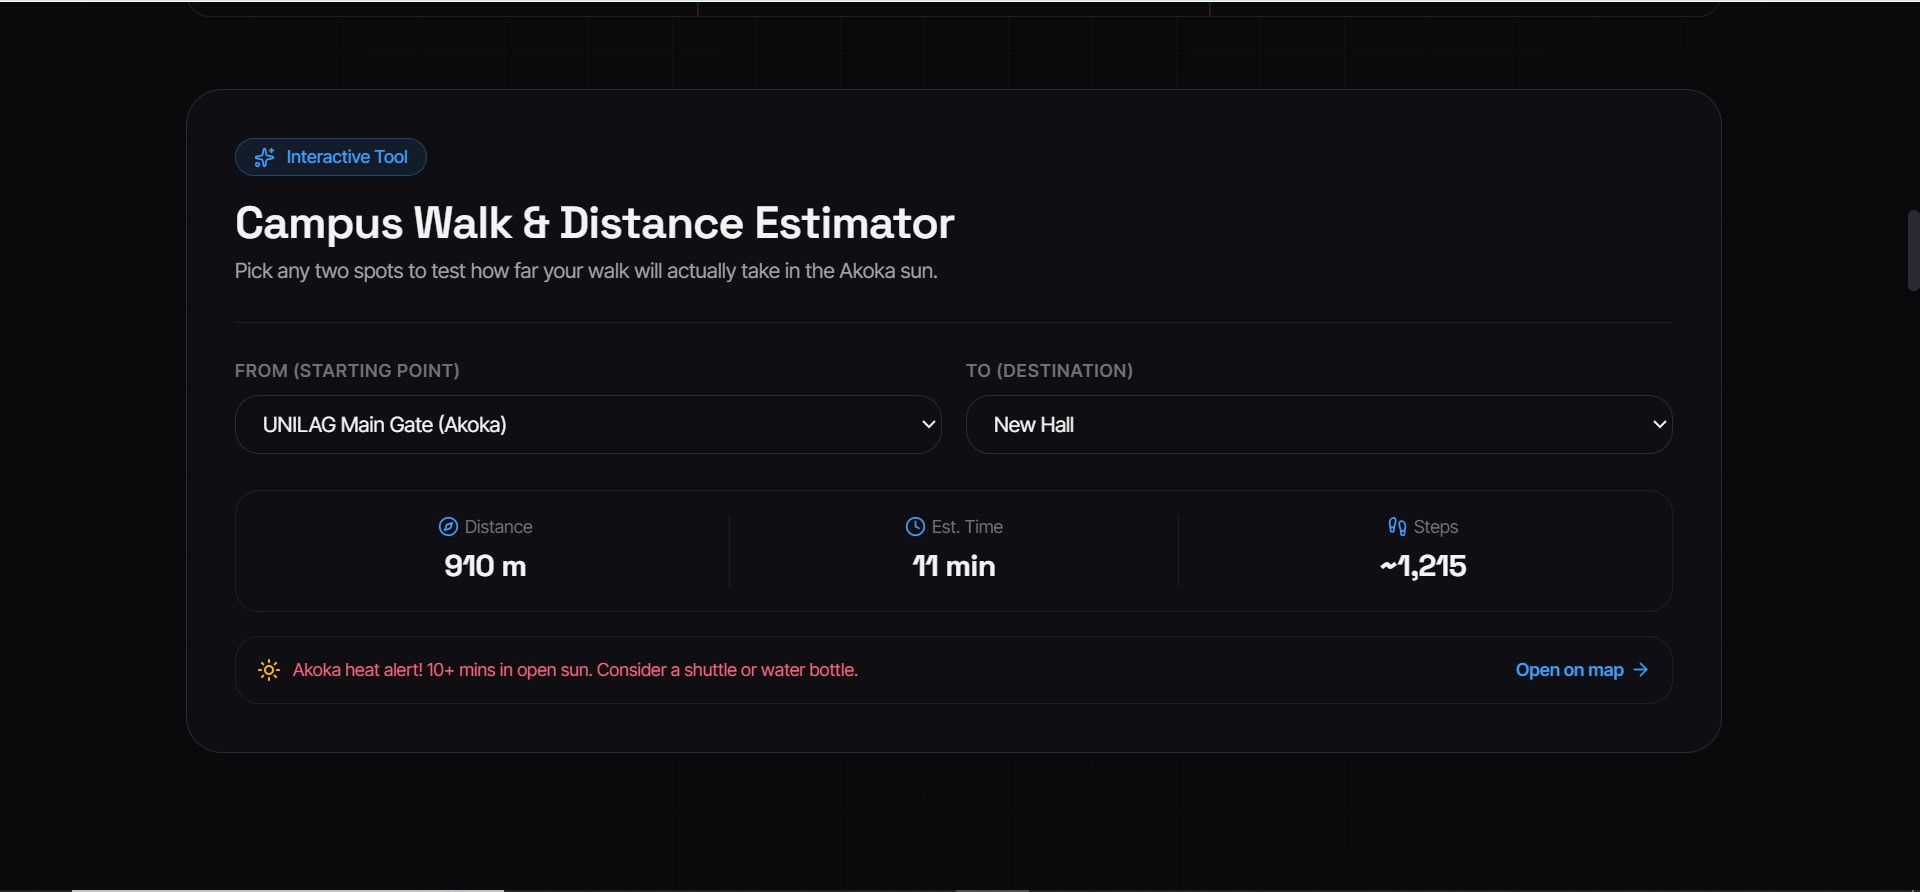 Interactive Tool
Campus Walk & Distance Estimator
Pick any two spots to test how far your walk will actually take in the Akoka sun.
FROM (STARTING POINT)
TO (DESTINATION)
UNILAG Main Gate (Akoka)
New Hall
Distance
910 m
Est. Time
11 min
Steps
~1,215
Akoka heat alert! 10+ mins in open sun. Consider a shuttle or water bottle.
Open on map →